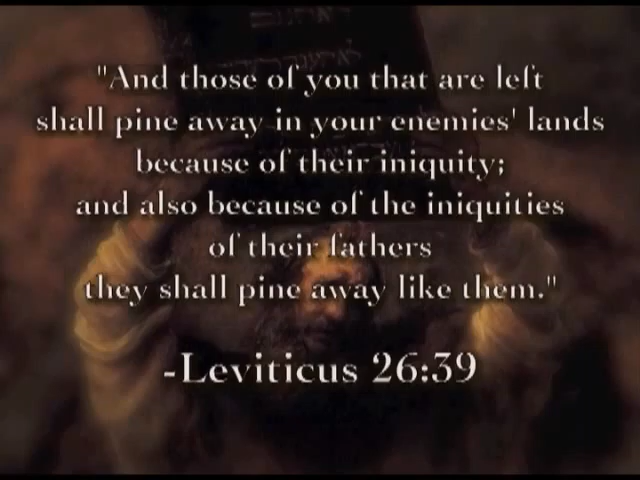 "And those of you that are left
shall pine away in your enemies' lands
because of their iniquity;
and also because of the iniquities
of their fathers
they shall pine away like them."
-Leviticus 26:39